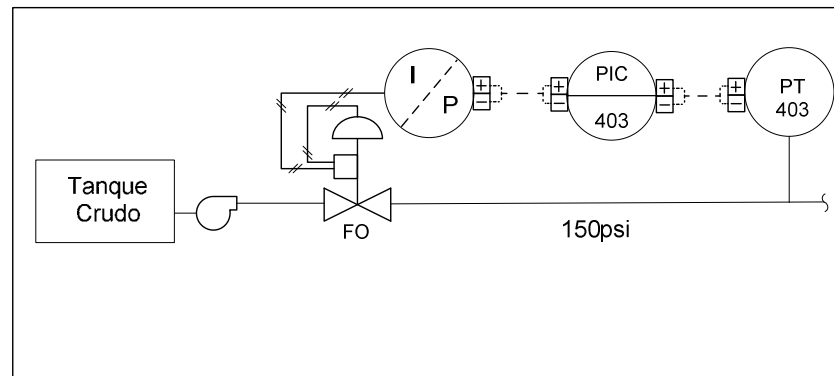 I
P
+
−
+
−
PIC
403
+
−
+
−
PT
403
Tanque
Crudo
FO
150psi